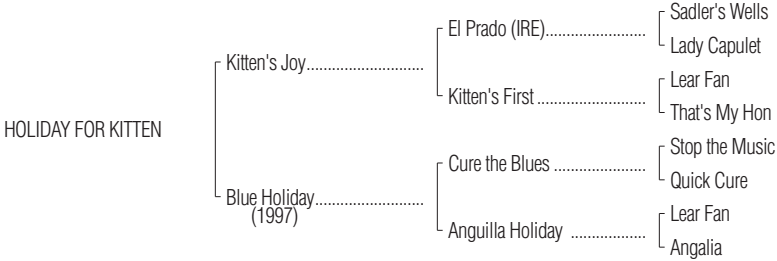 Sadler's Wells
El Prado (IRE)........................
Lady Capulet
Kitten's Joy............................
Lear Fan
Kitten's First ..........................
That's My Hon
HOLIDAY FOR KITTEN
Stop the Music
Cure the Blues ......................
Quick Cure
Blue Holiday..........................
(1997)
Lear Fan
Anguilla Holiday ..................
Angalia